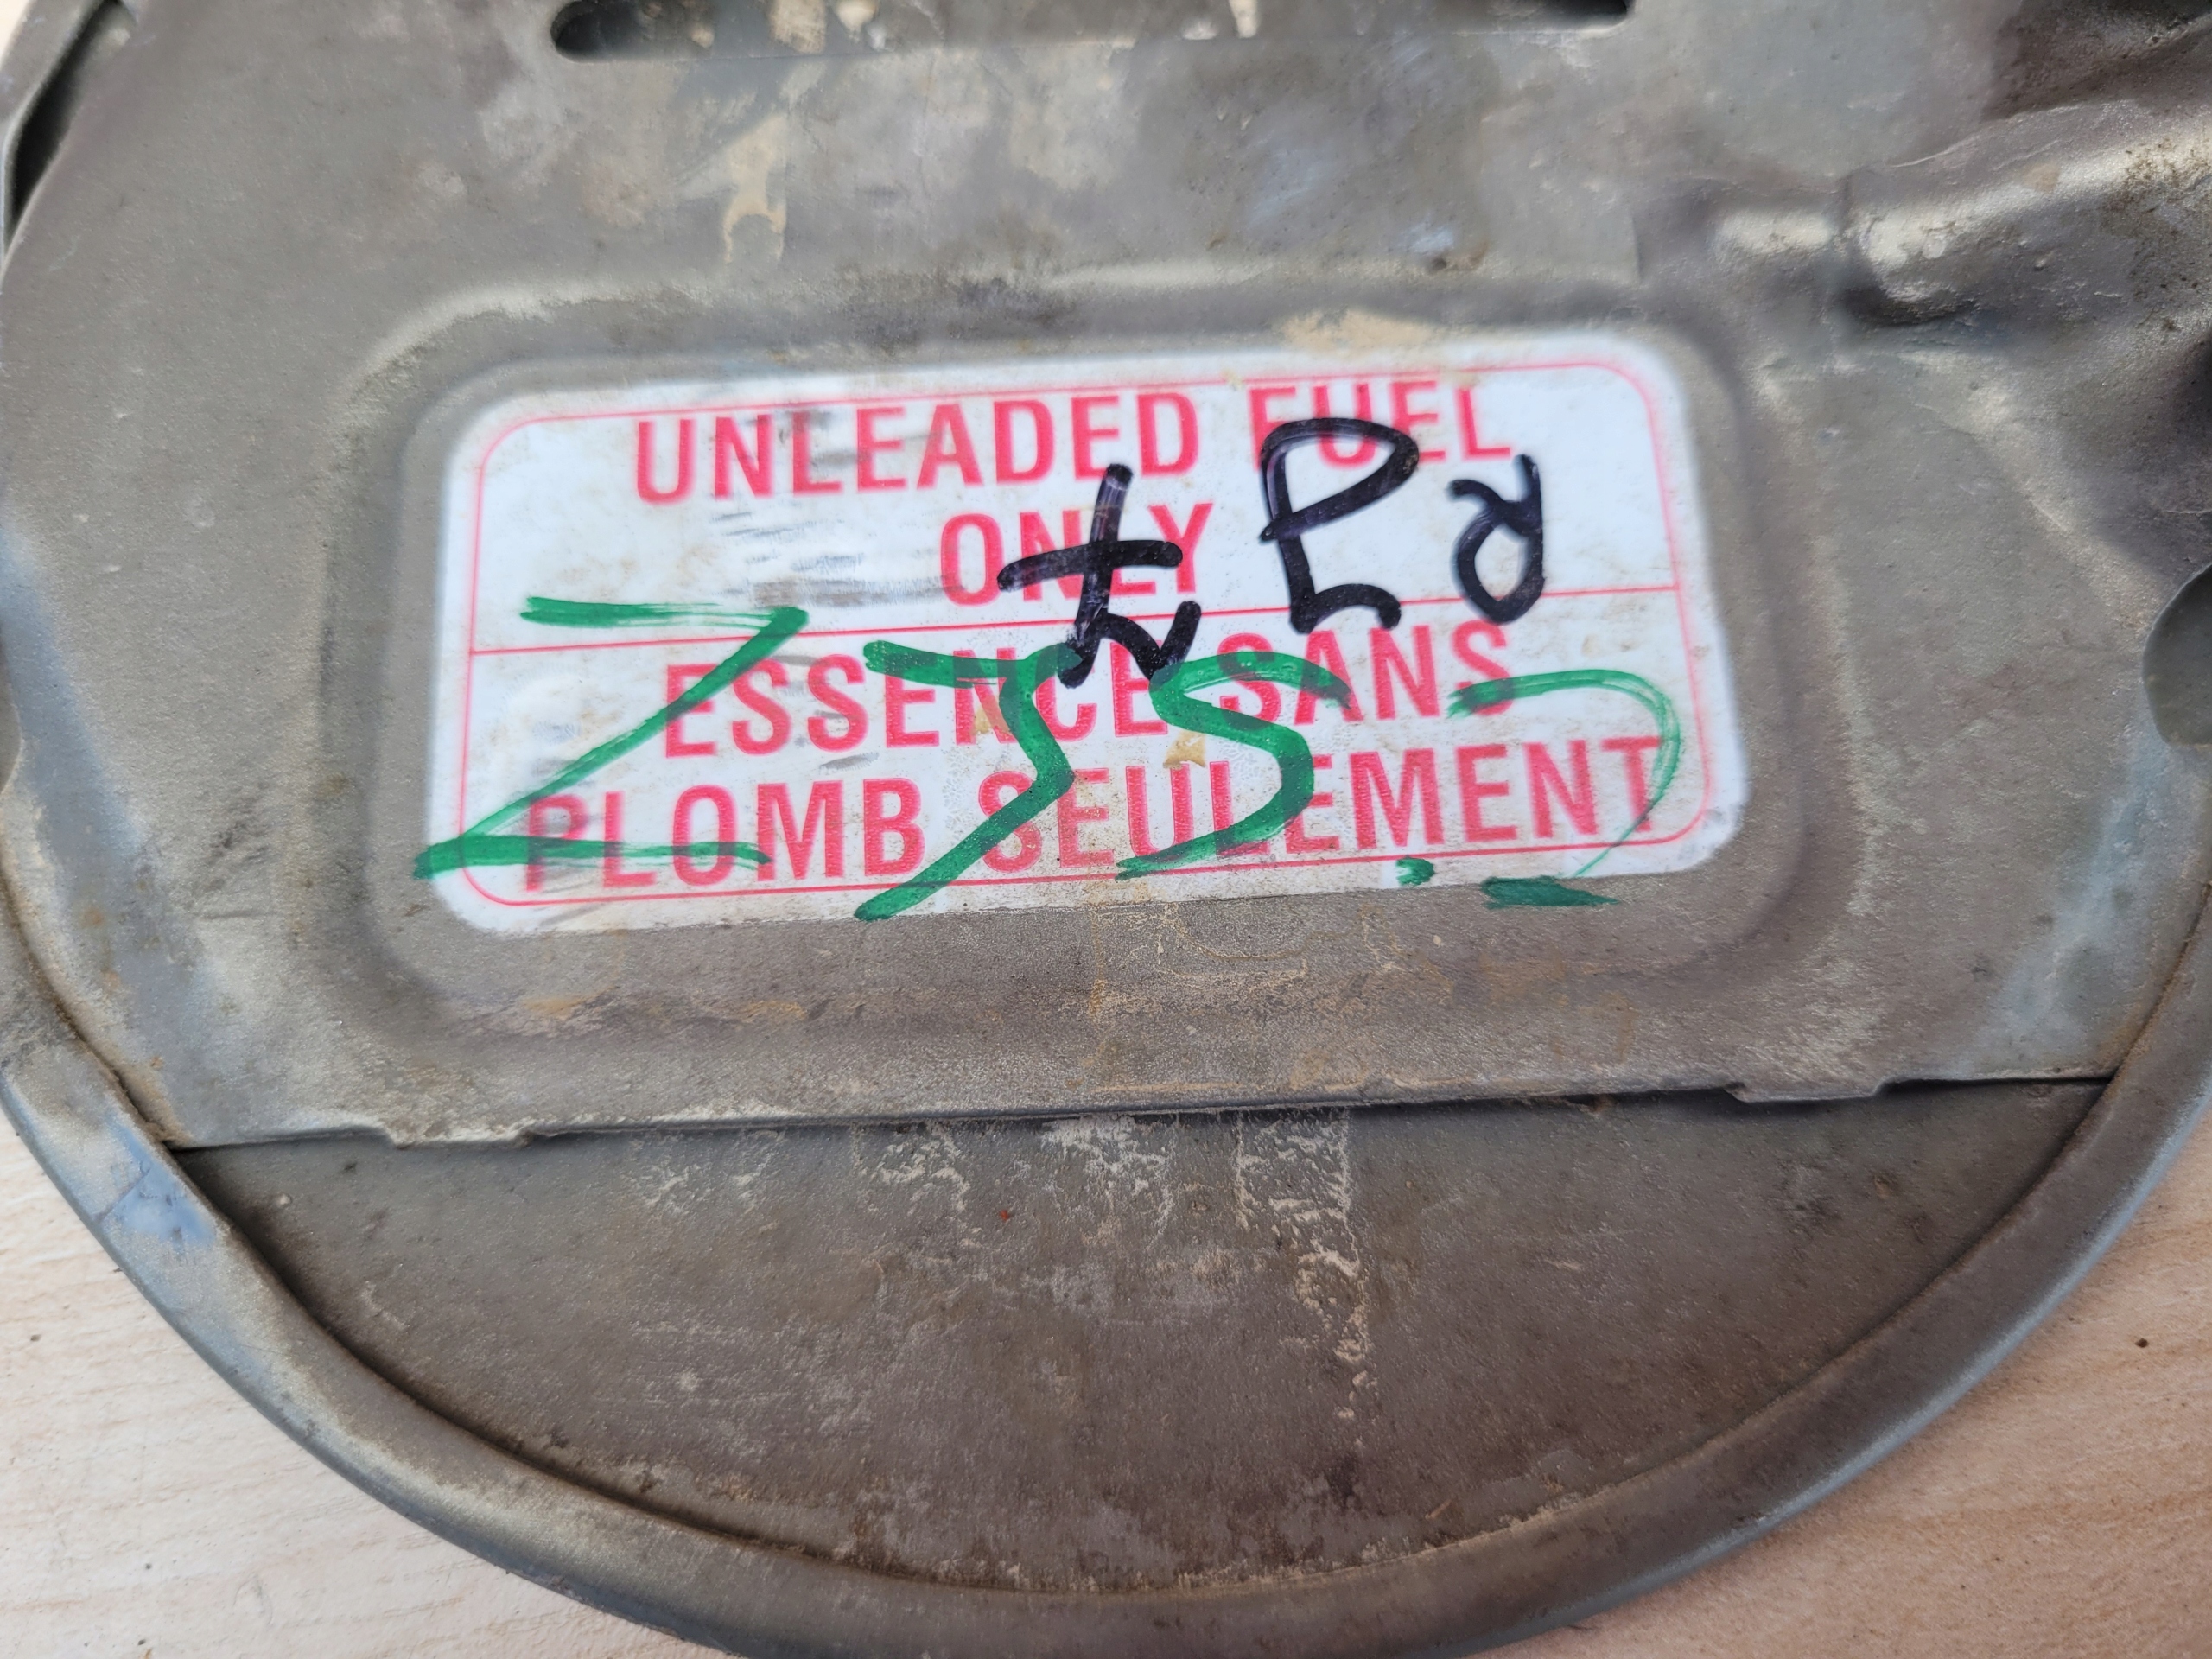 UNLEADED FUEL
ONLY
ESSENCE SANS
PLOMB SEULEMENT